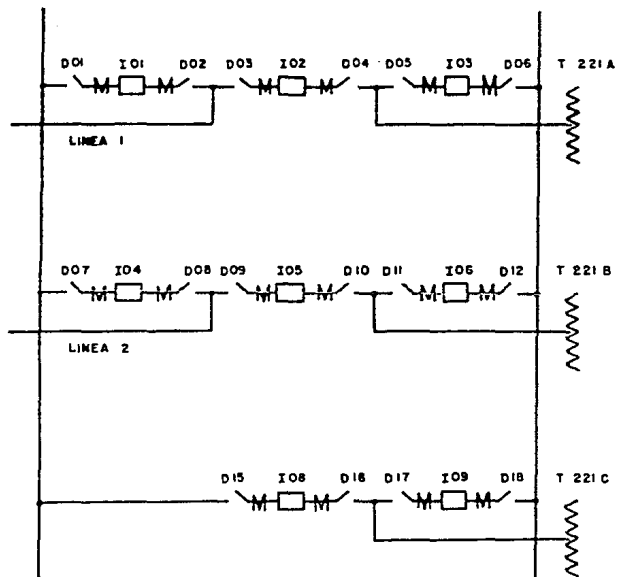 D01 I01 D02 D03 I02 D04 D05 I03 D06 T 221 A
LINEA 1
D07 I04 D08 D09 I05 D10 D11 I06 D12 T 221 B
LINEA 2
D15 I08 D16 D17 I09 D18 T 221 C